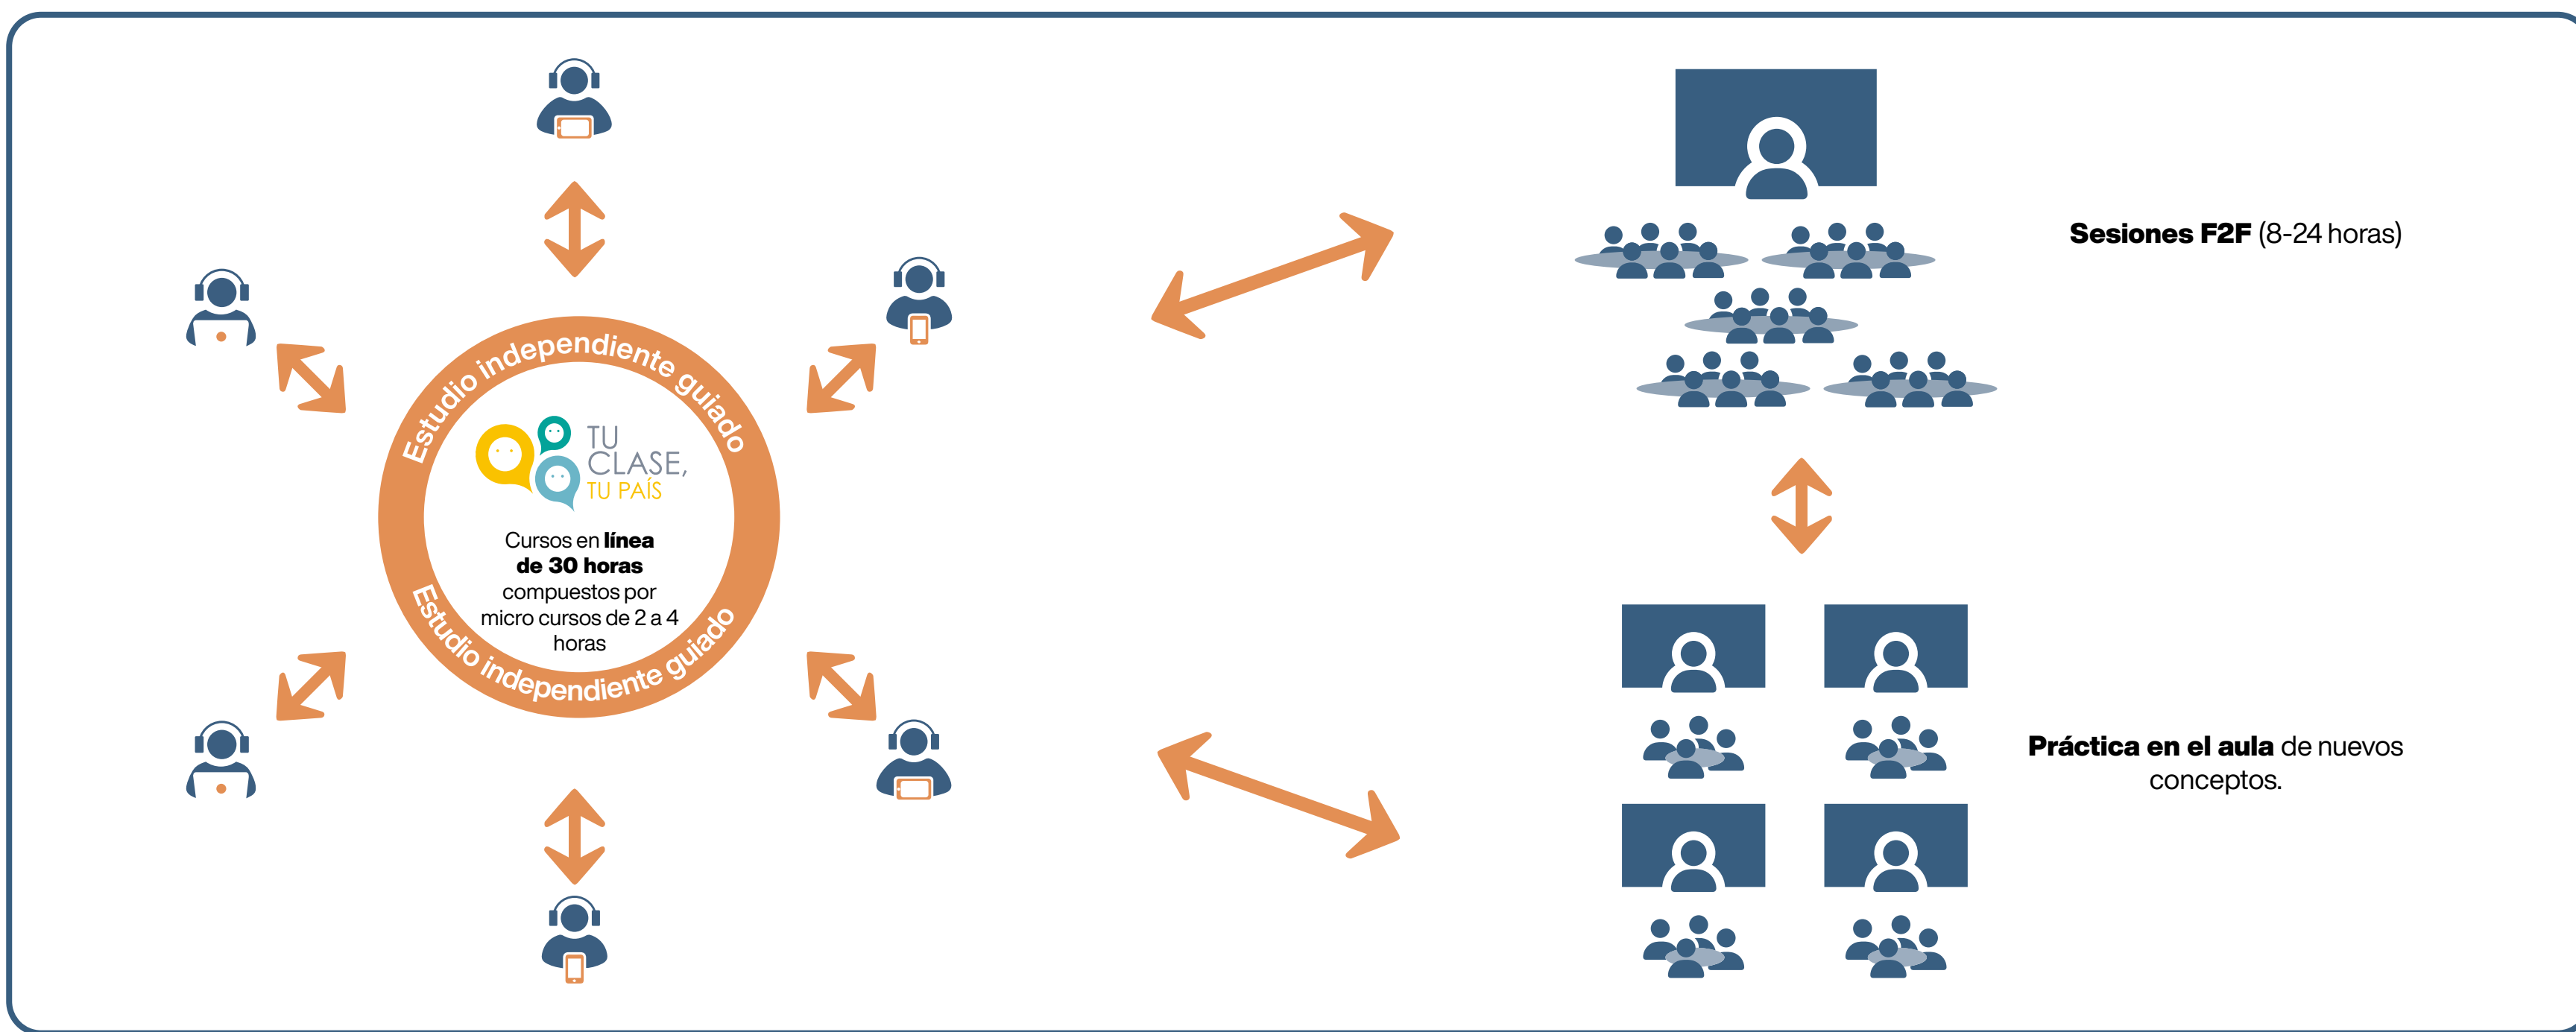 Estudio independiente guiado
TU
CLASE,
TU PAÍS
Cursos en línea
de 30 horas
compuestos por
micro cursos de 2 a 4
horas
Estudio independiente guiado
Sesiones F2F (8-24 horas)
Práctica en el aula de nuevos
conceptos.